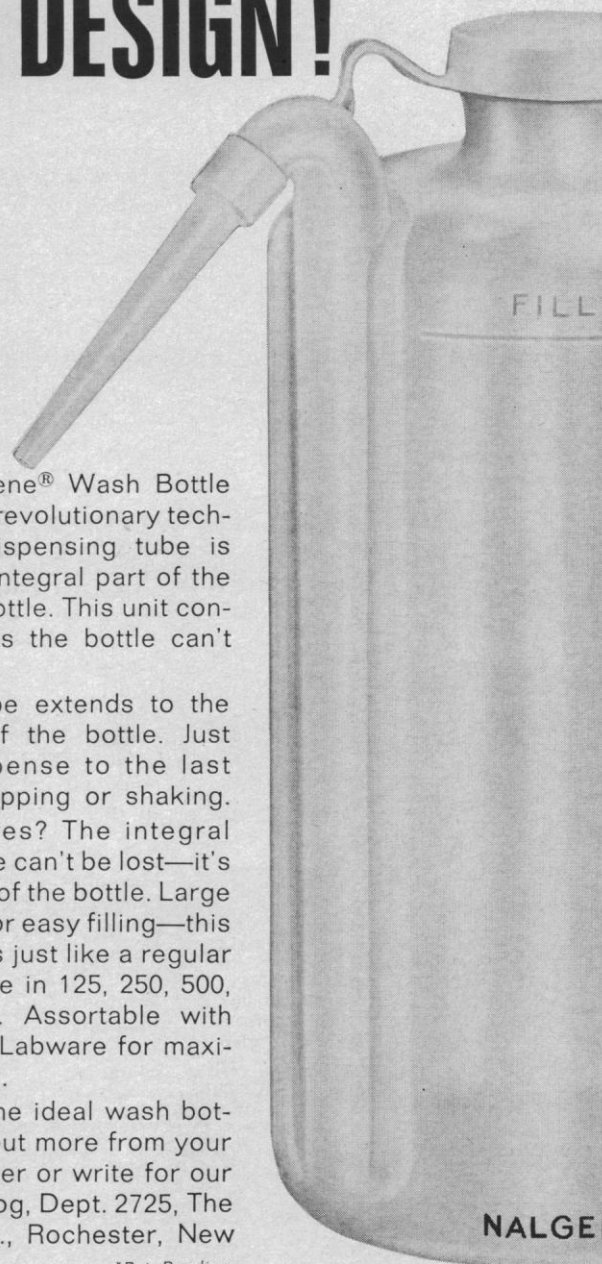 DESIGN!
FILL
ene® Wash Bottle
revolutionary tech-
ispensing tube is
ntegral part of the
ottle. This unit con-
s the bottle can't
be extends to the
f the bottle. Just
pense to the last
pping or shaking.
es? The integral
e can't be lost—it's
of the bottle. Large
or easy filling—this
s just like a regular
e in 125, 250, 500,
. Assortable with
Labware for maxi-
.
he ideal wash bot-
out more from your
er or write for our
og, Dept. 2725, The
., Rochester, New
NALGE